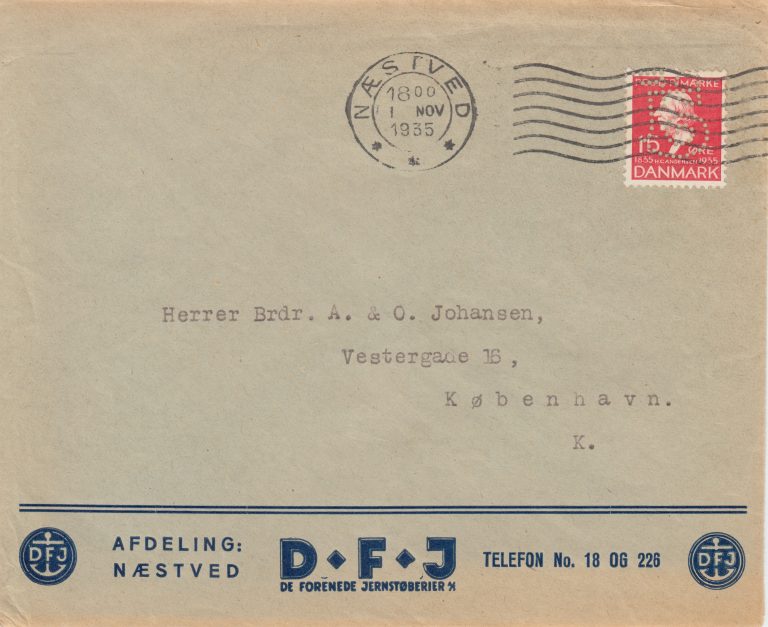 NÆSTVED
18 00
1 NOV
1935
POSTFRIMÆRKE
15 ØRE
1835 H.C. ANDERSEN 1935
DANMARK
Herrer Brdr. A. & O. Johansen,
Vestergade 16,
København.
K.
DFJ
AFDELING:
NÆSTVED
D•F•J
DE FORENEDE JERNSTØBERIER A/S
TELEFON No. 18 OG 226
DFJ